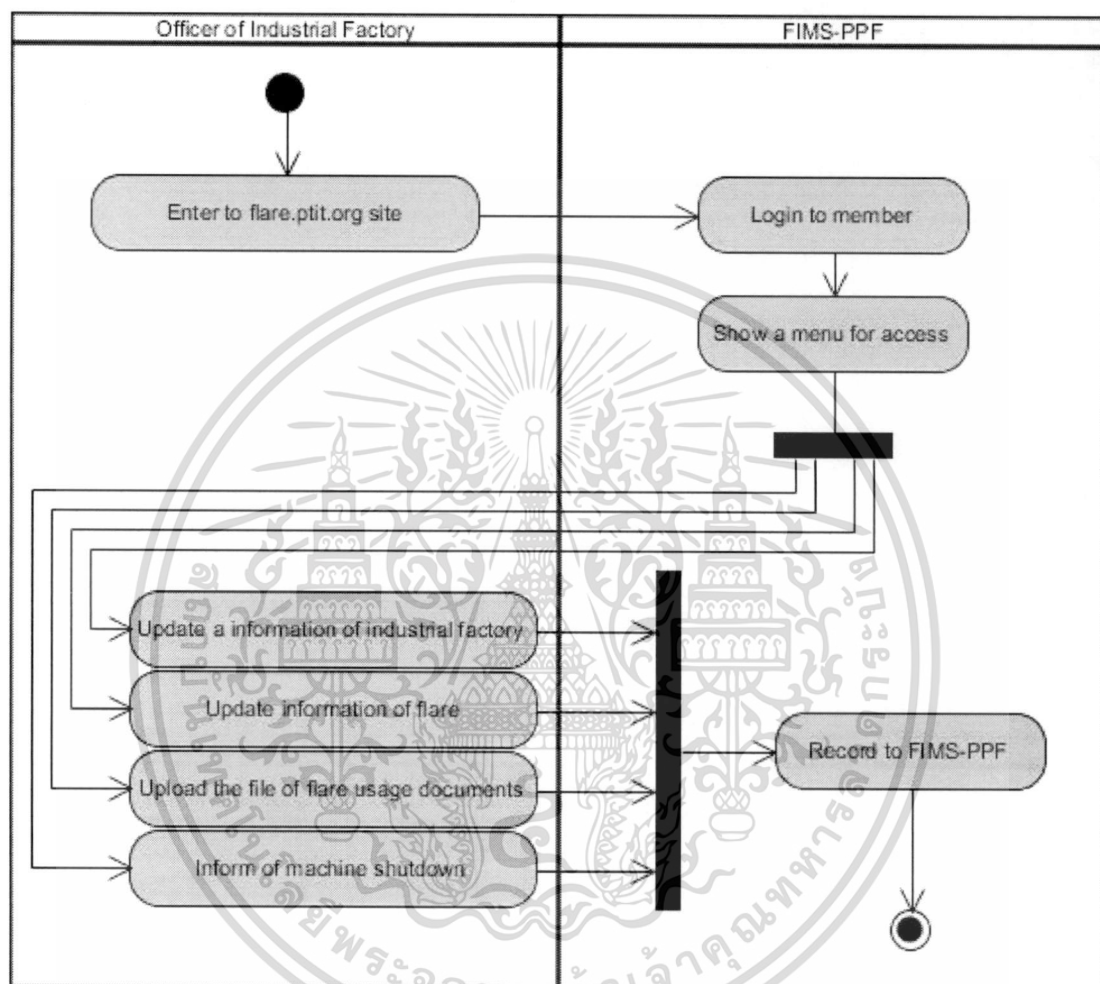 Officer of Industrial Factory
FIMS-PPF
Enter to flare.ptit.org site
Login to member
Show a menu for access
Update a information of industrial factory
Update information of flare
Upload the file of flare usage documents
Inform of machine shutdown
Record to FIMS-PPF